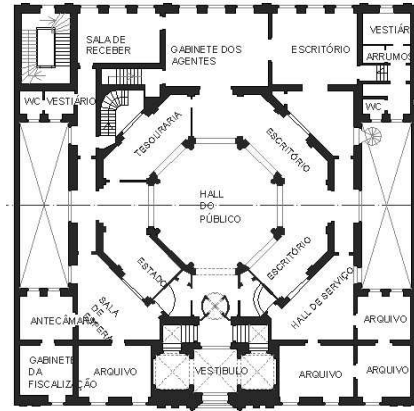 SALA DE
RECEBER
GABINETE DOS
AGENTES
ESCRITÓRIO
VESTIÁR
ARRUMOS
WC
VESTIÁRIO
WC
TESOURARIA
ESCRITÓRIO
HALL
DO
PÚBLICO
ESTADO
ESCRITÓRIO
SALA
DE
ESPERA
HALL DE SERVIÇO
ANTECÂMARA
ARQUIVO
GABINETE
DA
FISCALIZAÇÃO
ARQUIVO
VESTÍBULO
ARQUIVO
ARQUIVO